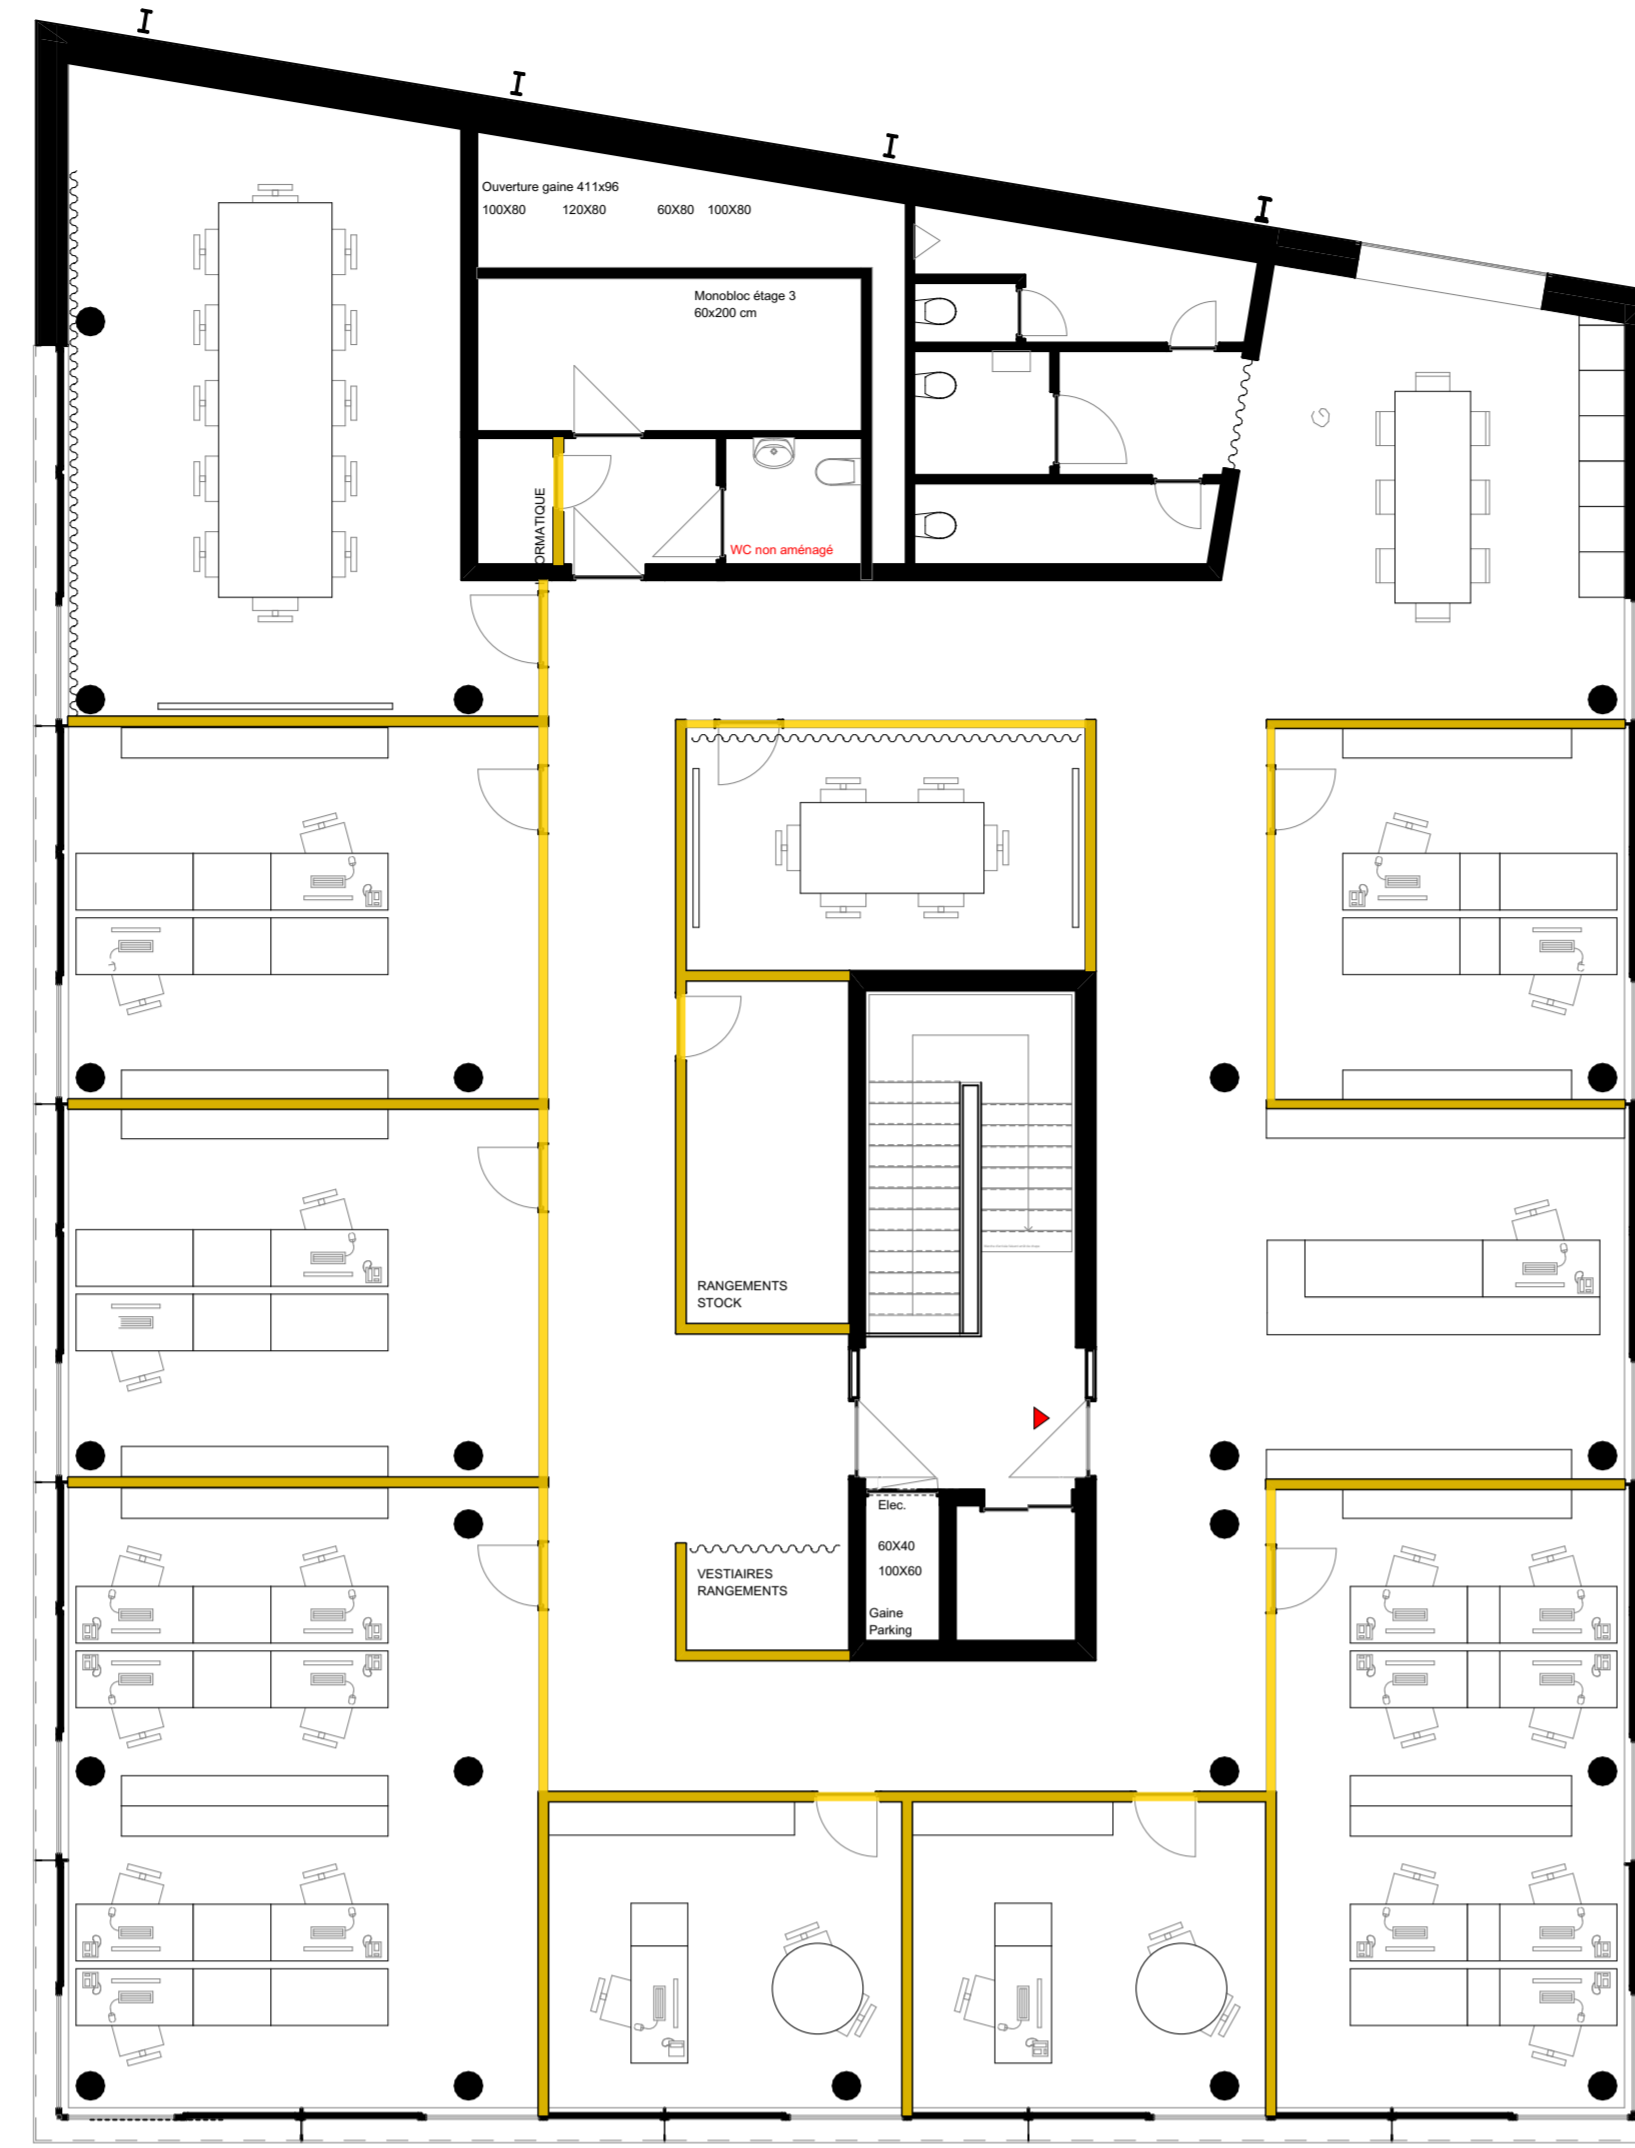 Ouverture gaine 411x96
100X80 120X80 60X80 100X80
Monobloc étage 3
60x200 cm
ORMATIQUE
WC non aménagé
RANGEMENTS
STOCK
Elec.
60X40
100X60
VESTIAIRES
RANGEMENTS
Gaine
Parking